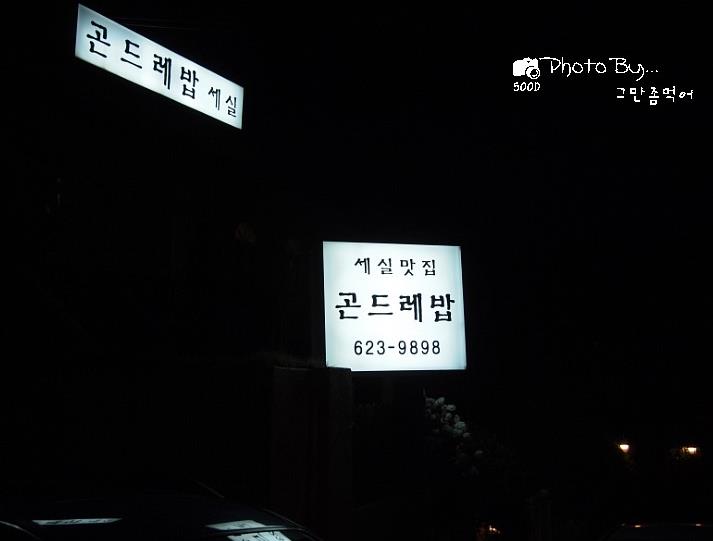 곤드레밥 세실
Photo By...
500D
그만좀먹어
세실맛집
곤드레밥
623-9898